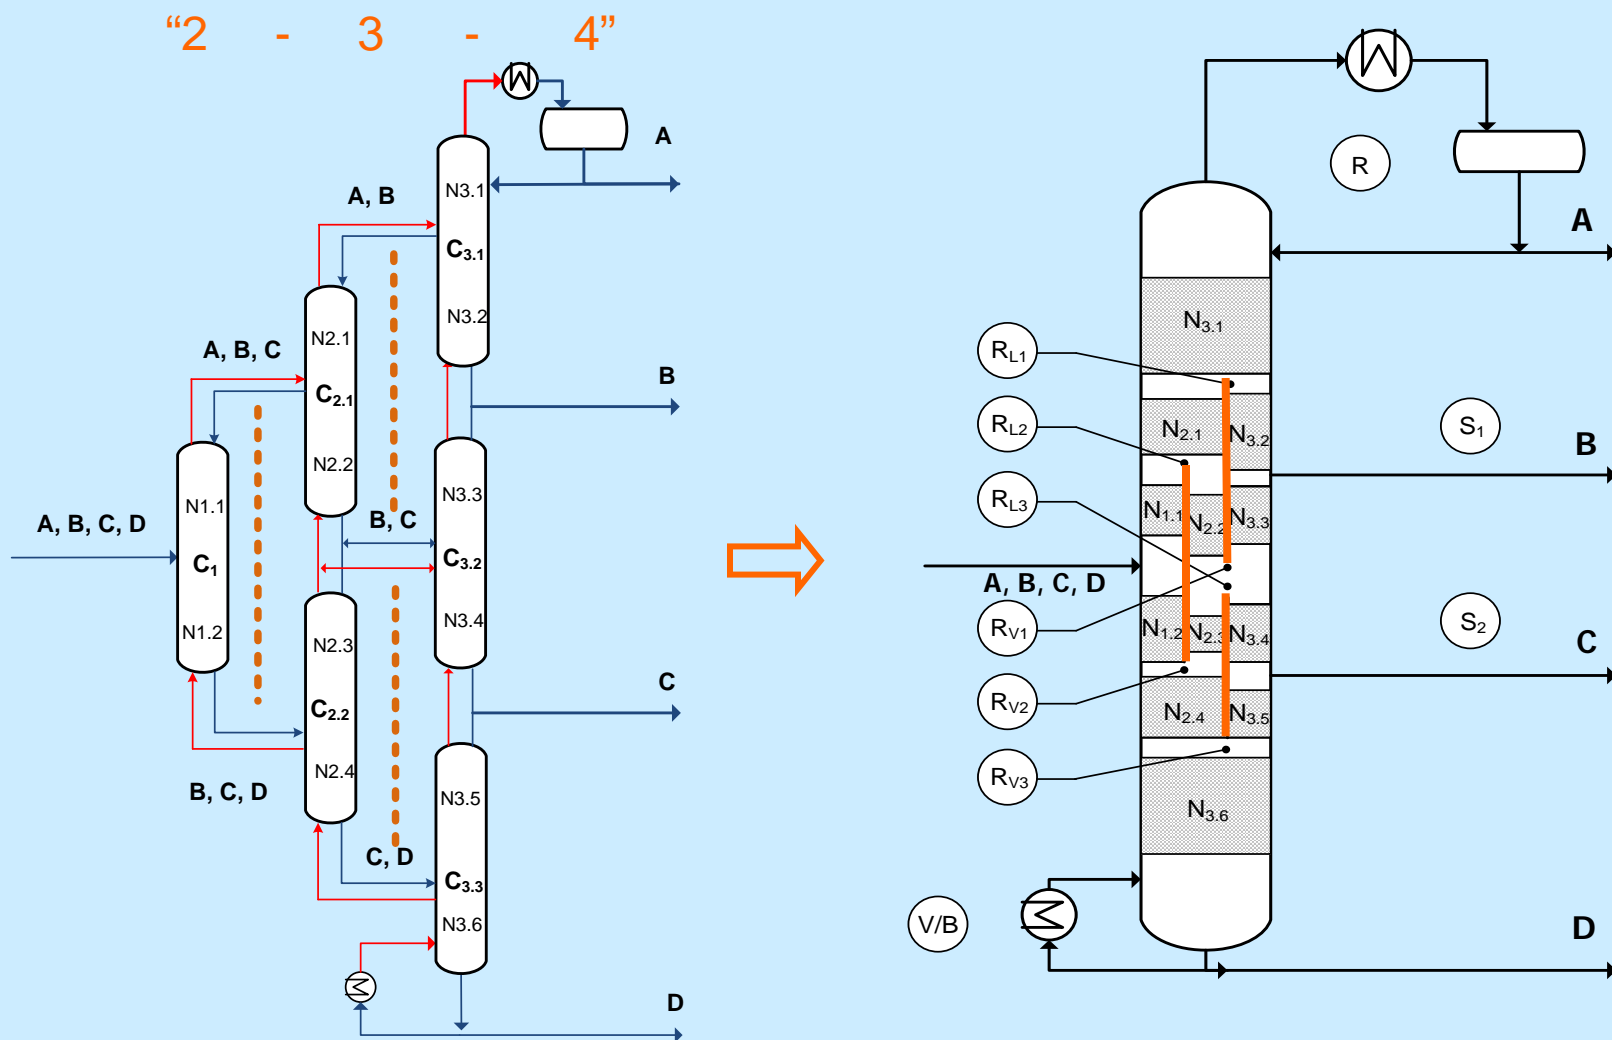 “2 - 3 - 4”
A
N3.1
A, B
C3.1
N3.2
N2.1
A, B, C
C2.1
B
N2.2
N3.3
N1.1
B, C
A, B, C, D
C1
C3.2
N1.2
N3.4
N2.3
C
C2.2
N2.4
B, C, D
N3.5
C, D
C3.3
N3.6
D
R
A
N3.1
RL1
RL2
N2.1
N3.2
S1
B
RL3
N1.1
N2.2
N3.3
A, B, C, D
RV1
N1.2
N2.3
N3.4
S2
C
RV2
N2.4
N3.5
RV3
N3.6
V/B
D